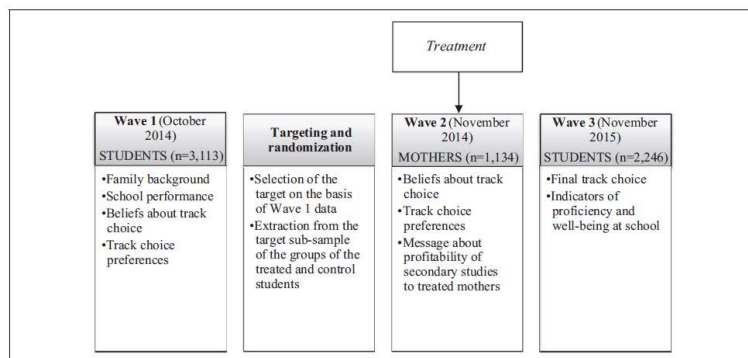 Treatment
Wave 1 (October
2014)
STUDENTS (n=3,113)
•Family background
•School performance
•Beliefs about track
choice
•Track choice
preferences
Targeting and
randomization
•Selection of the
target on the basis
of Wave 1 data
•Extraction from the
target sub-sample
of the groups of the
treated and control
students
Wave 2 (November
2014)
MOTHERS (n=1,134)
•Beliefs about track
choice
•Track choice
preferences
•Message about
profitability of
secondary studies
to treated mothers
Wave 3 (November
2015)
STUDENTS (n=2,246)
•Final track choice
•Indicators of
proficiency and
well-being at school